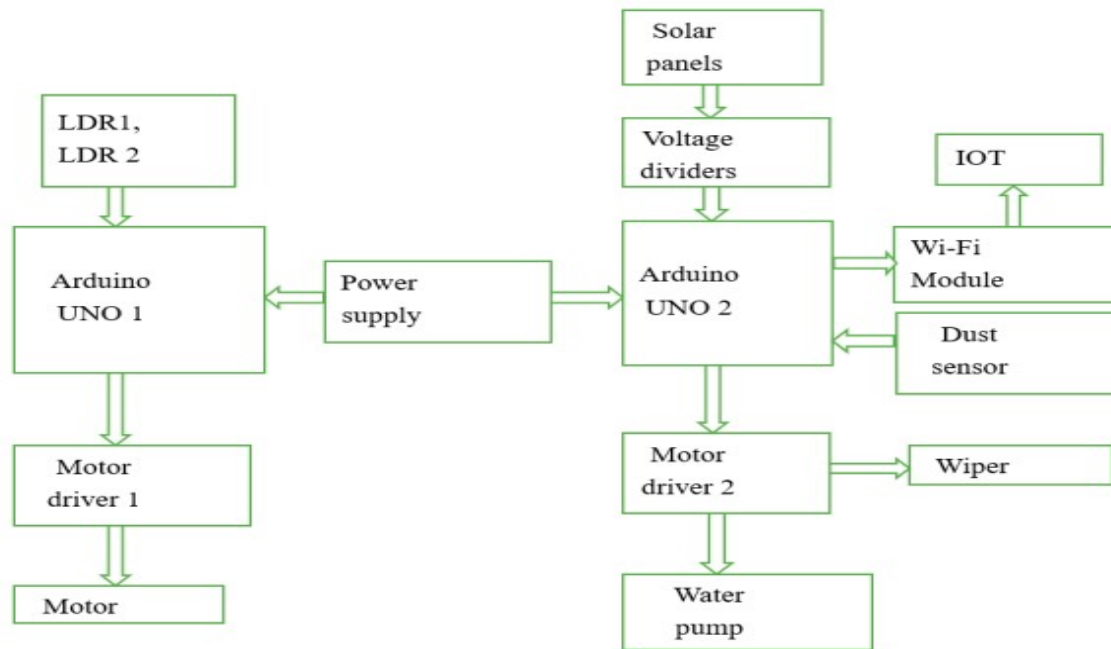 Solar
panels
LDR1,
LDR 2
Voltage
dividers
IOT
Arduino
UNO 1
Power
supply
Arduino
UNO 2
Wi-Fi
Module
Dust
sensor
Motor
driver 1
Motor
driver 2
Wiper
Motor
Water
pump